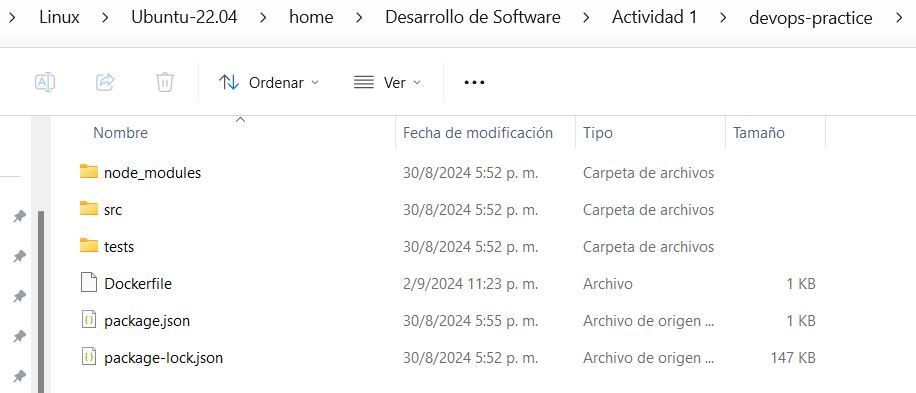 Linux Ubuntu-22.04 home Desarrollo de Software Actividad 1 devops-practice
Ordenar Ver
Nombre Fecha de modificación Tipo Tamaño
node_modules 30/8/2024 5:52 p. m. Carpeta de archivos
src 30/8/2024 5:52 p. m. Carpeta de archivos
tests 30/8/2024 5:52 p. m. Carpeta de archivos
Dockerfile 2/9/2024 11:23 p. m. Archivo 1 KB
package.json 30/8/2024 5:55 p. m. Archivo de origen ... 1 KB
package-lock.json 30/8/2024 5:52 p. m. Archivo de origen ... 147 KB